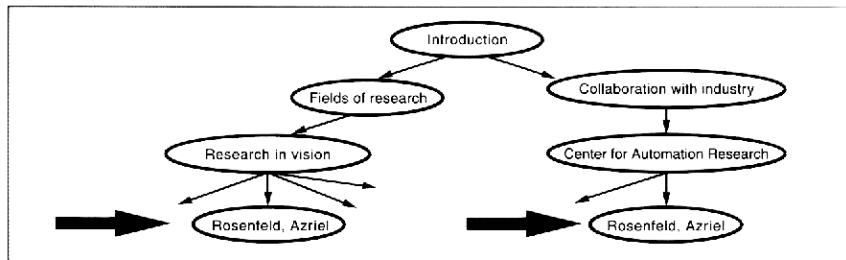 Introduction
Fields of research
Collaboration with industry
Research in vision
Center for Automation Research
Rosenfeld, Azriel
Rosenfeld, Azriel